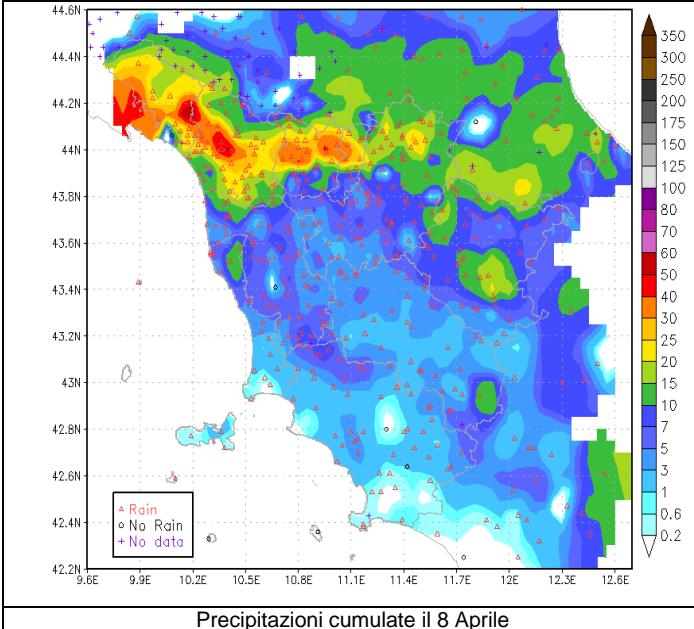 44.6N
44.4N
44.2N
44N
43.8N
43.6N
43.4N
43.2N
43N
42.8N
42.6N
42.4N
42.2N
9.6E 9.9E 10.2E 10.5E 10.8E 11.1E 11.4E 11.7E 12E 12.3E 12.6E
Rain
No Rain
No data
350
300
250
200
175
150
125
100
80
70
60
50
40
30
25
20
15
10
7
5
3
1
0.6
0.2
Precipitazioni cumulate il 8 Aprile